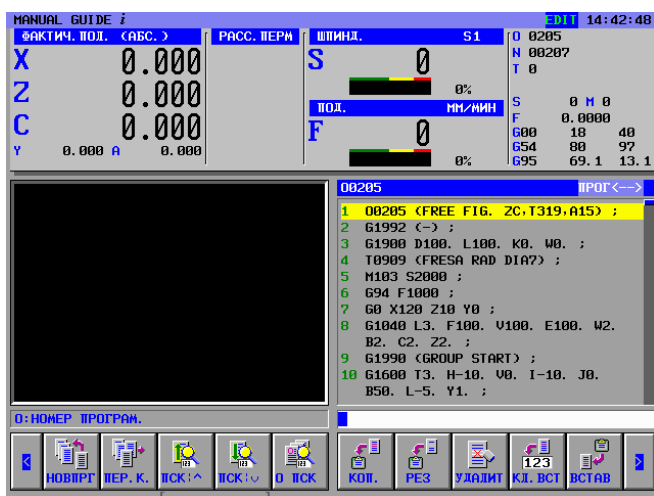 MANUAL GUIDE i EDIT 14:42:48
ФАКТИЧ. ПОЛ. (АБС.) РАСС. ПЕРМ ШПИНД. S1 O 0205
N 00207
X 0.000 S 0 T 0
Z 0.000 0%
ПОД. ММ/МИН S 0 M 0
C 0.000 F 0 F 0.0000
G00 18 40
Y 0.000 A 0.000 G54 80 97
0% G95 69.1 13.1
O0205 ПРОГ<-->
1 O0205 (FREE FIG. ZC,T319,A15) ;
2 G1992 (-) ;
3 G1900 D100. L100. K0. W0. ;
4 T0909 (FRESA RAD DIA7) ;
5 M103 S2000 ;
6 G94 F1000 ;
7 G0 X120 Z10 Y0 ;
8 G1040 L3. F100. V100. E100. W2.
B2. C2. Z2. ;
9 G1990 (GROUP START) ;
10 G1600 T3. H-10. V0. I-10. J0.
B50. L-5. Y1. ;
O:НОМЕР ПРОГРАМ.
< НОВПРГ ПЕР.К. ПСК:^ ПСК:v О ПСК КОП. РЕЗ УДАЛИТ КЛ. ВСТ ВСТАВ >